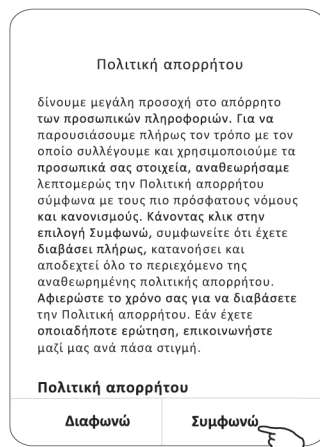 Πολιτική απορρήτου
δίνουμε μεγάλη προσοχή στο απόρρητο
των προσωπικών πληροφοριών. Για να
παρουσιάσουμε πλήρως τον τρόπο με τον
οποίο συλλέγουμε και χρησιμοποιούμε τα
προσωπικά σας στοιχεία, αναθεωρήσαμε
λεπτομερώς την Πολιτική απορρήτου
σύμφωνα με τους πιο πρόσφατους νόμους
και κανονισμούς. Κάνοντας κλικ στην
επιλογή Συμφωνώ, συμφωνείτε ότι έχετε
διαβάσει πλήρως, κατανοήσει και
αποδεχτεί όλο το περιεχόμενο της
αναθεωρημένης πολιτικής απορρήτου.
Αφιερώστε το χρόνο σας για να διαβάσετε
την Πολιτική απορρήτου. Εάν έχετε
οποιαδήποτε ερώτηση, επικοινωνήστε
μαζί μας ανά πάσα στιγμή.
Πολιτική απορρήτου
Διαφωνώ Συμφωνώ